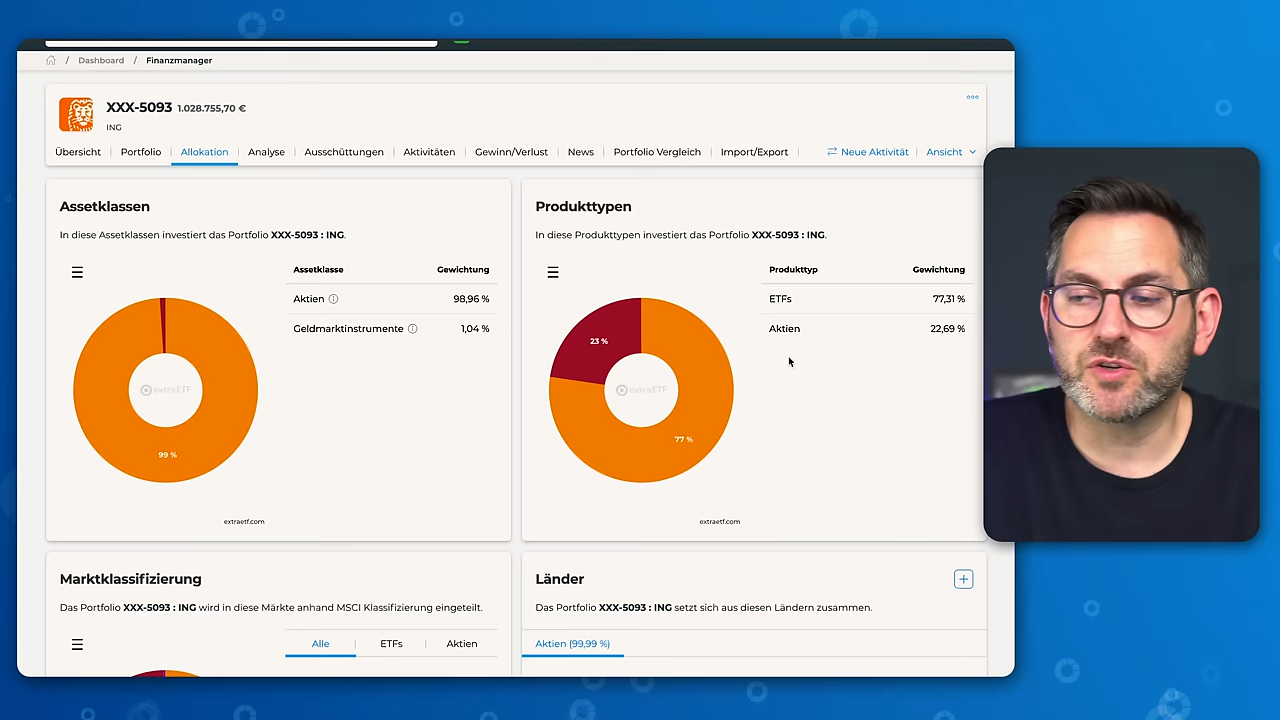 / Dashboard / Finanzmanager
XXX-5093 1.028.755,70 €
ING
Übersicht | Portfolio | Allokation | Analyse | Ausschüttungen | Aktivitäten | Gewinn/Verlust | News | Portfolio Vergleich | Import/Export | Neue Aktivität | Ansicht
Assetklassen
In diese Assetklassen investiert das Portfolio XXX-5093 : ING.
Assetklasse Gewichtung
Aktien 98,96 %
Geldmarktinstrumente 1,04 %
extraETF
99 %
extraetf.com
Produkttypen
In diese Produkttypen investiert das Portfolio XXX-5093 : ING.
Produkttyp Gewichtung
ETFs 77,31 %
Aktien 22,69 %
23 %
extraETF
77 %
extraetf.com
Marktklassifizierung
Das Portfolio XXX-5093 : ING wird in diese Märkte anhand MSCI Klassifizierung eingeteilt.
Alle | ETFs | Aktien
Länder
Das Portfolio XXX-5093 : ING setzt sich aus diesen Ländern zusammen.
Aktien (99,99 %)